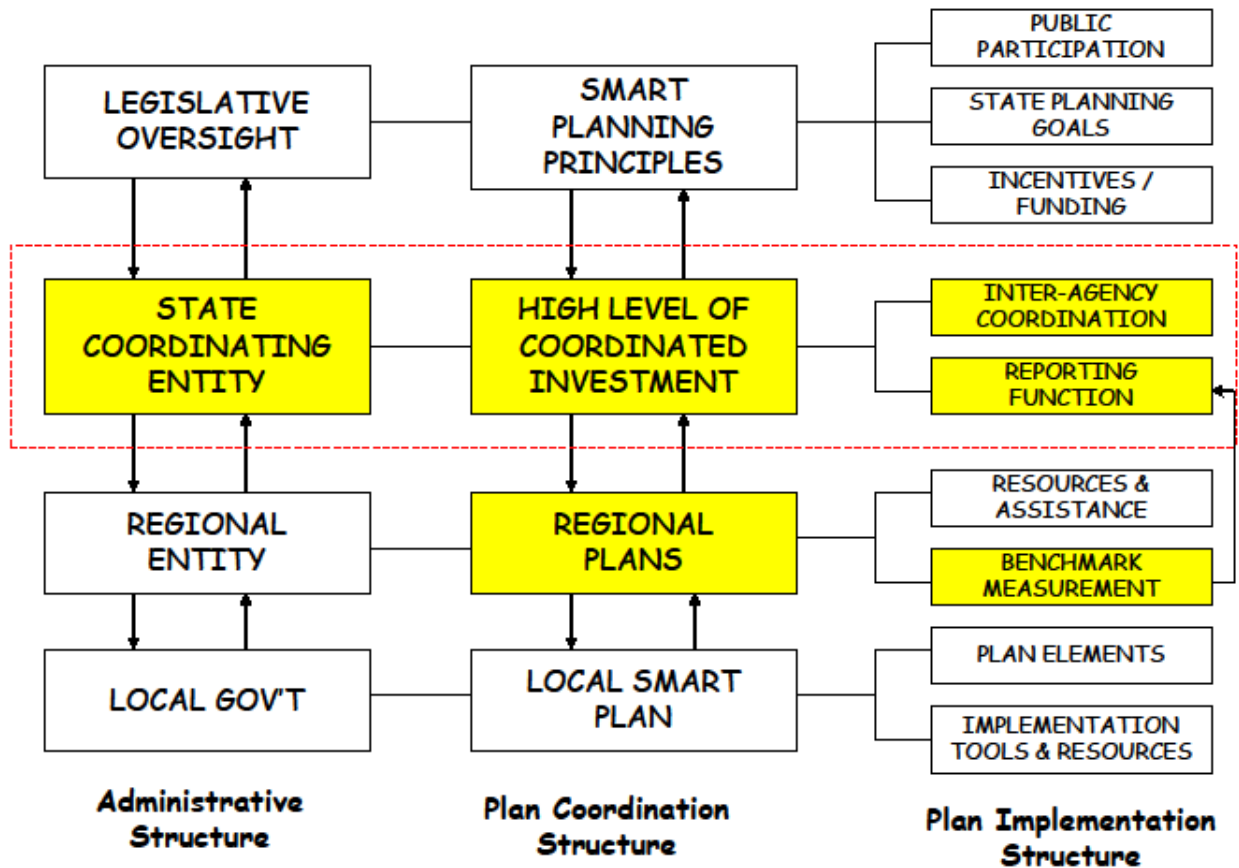 LEGISLATIVE
OVERSIGHT
SMART
PLANNING
PRINCIPLES
PUBLIC
PARTICIPATION
STATE PLANNING
GOALS
INCENTIVES /
FUNDING
STATE
COORDINATING
ENTITY
HIGH LEVEL OF
COORDINATED
INVESTMENT
INTER-AGENCY
COORDINATION
REPORTING
FUNCTION
REGIONAL
ENTITY
REGIONAL
PLANS
RESOURCES &
ASSISTANCE
BENCHMARK
MEASUREMENT
LOCAL GOV'T
LOCAL SMART
PLAN
PLAN ELEMENTS
IMPLEMENTATION
TOOLS & RESOURCES
Administrative
Structure
Plan Coordination
Structure
Plan Implementation
Structure